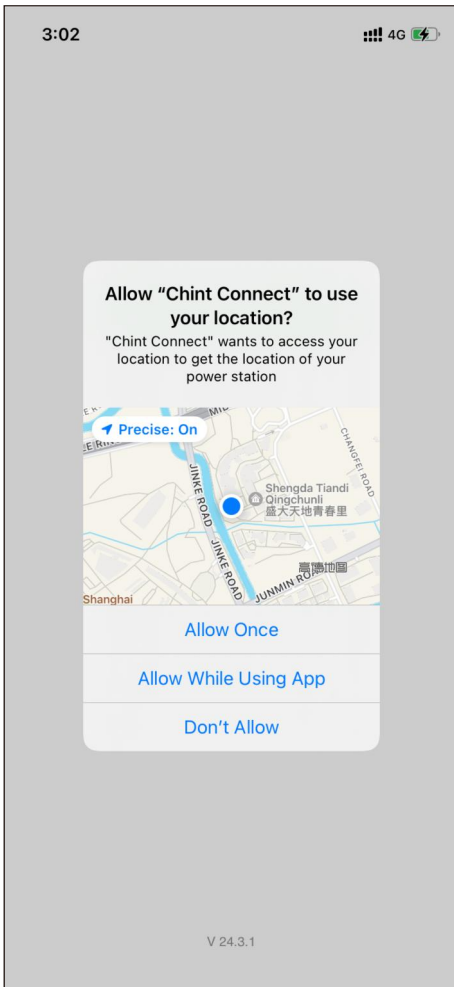 3:02
4G
Allow “Chint Connect” to use
your location?
"Chint Connect" wants to access your
location to get the location of your
power station
Precise: On
CHANGFEI ROAD
JINKE ROAD
Shengda Tiandi
Qingchunli
盛大天地青春里
JINKE ROAD
高德地图
JUNMIN ROAD
Shanghai
Allow Once
Allow While Using App
Don’t Allow
V 24.3.1